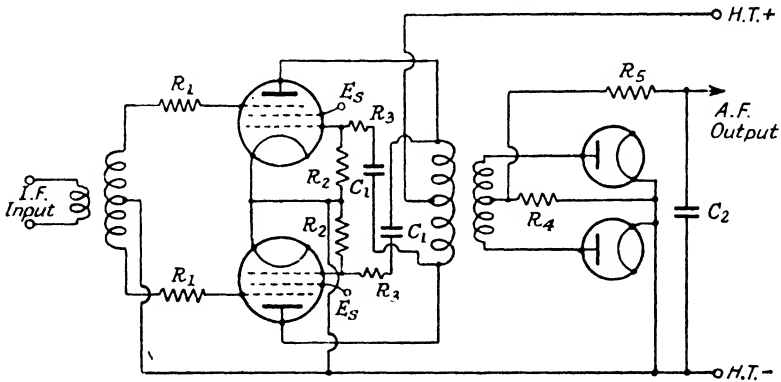 H.T.+
R1
ES
R3
R5
A.F.
Output
I.F.
Input
R2
C1
R2
C1
R4
C2
R1
R3
ES
H.T.-